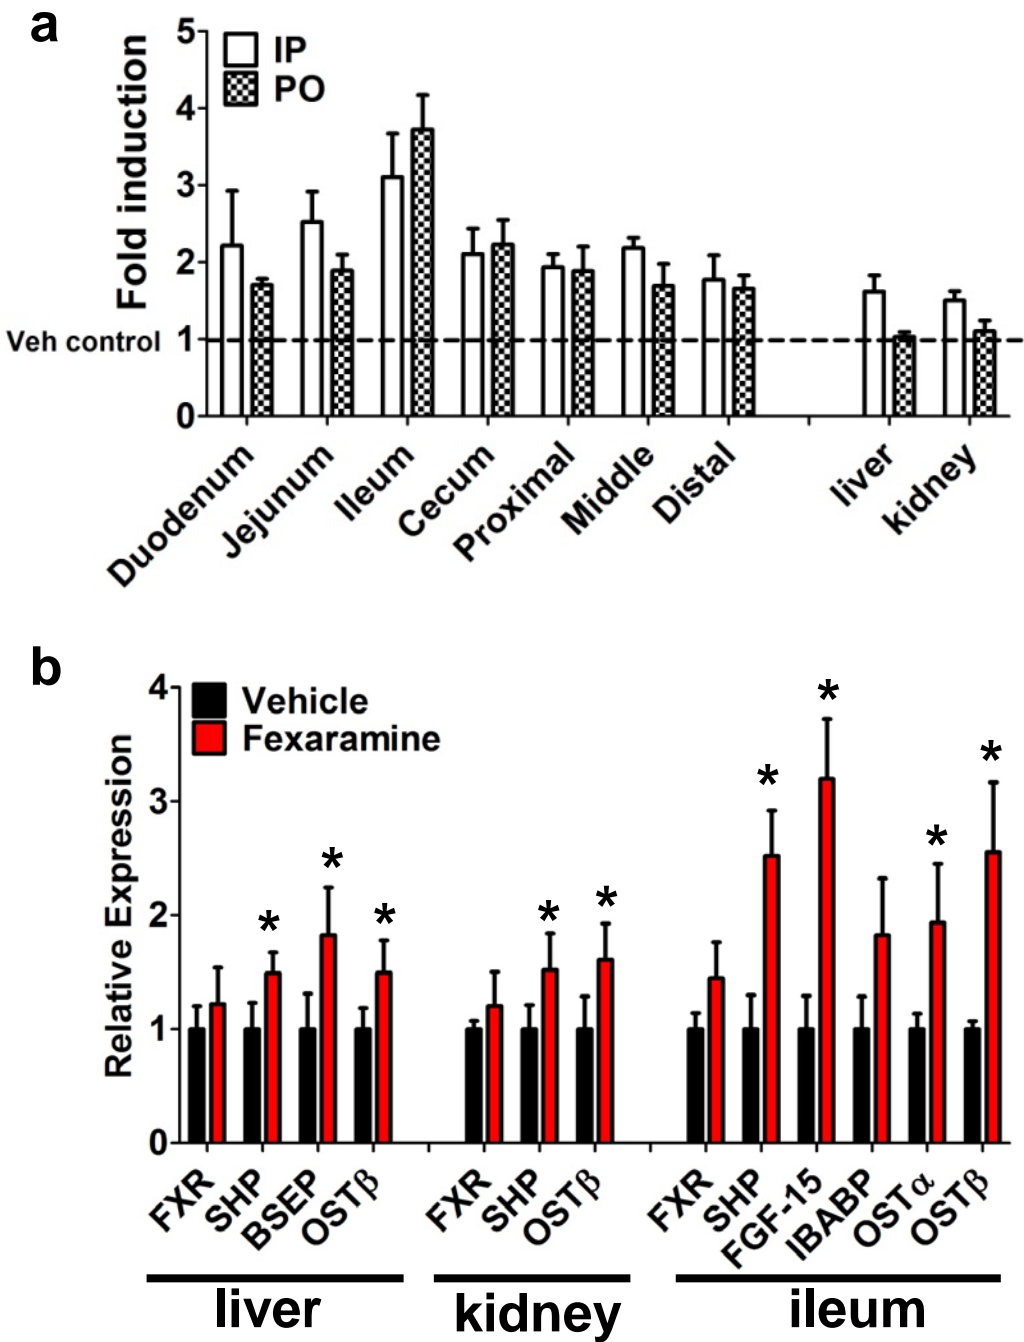 a
5
4
3
2
1
0
Fold induction
IP
PO
Veh control
Duodenum
Jejunum
Ileum
Cecum
Proximal
Middle
Distal
liver
kidney
b
4
3
2
1
0
Relative Expression
Vehicle
Fexaramine
*
*
*
*
*
*
*
*
*
FXR
SHP
BSEP
OSTβ
FXR
SHP
OSTβ
FXR
SHP
FGF-15
IBABP
OSTα
OSTβ
liver
kidney
ileum